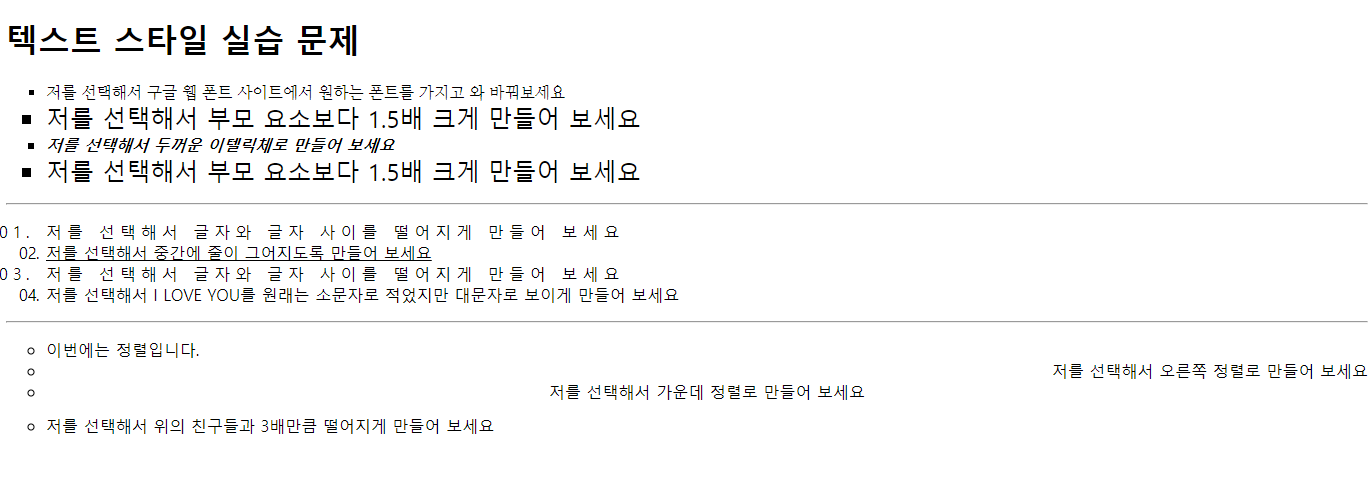 텍스트 스타일 실습 문제
저를 선택해서 구글 웹 폰트 사이트에서 원하는 폰트를 가지고 와 바꿔보세요
저를 선택해서 부모 요소보다 1.5배 크게 만들어 보세요
저를 선택해서 두꺼운 이텔릭체로 만들어 보세요
저를 선택해서 부모 요소보다 1.5배 크게 만들어 보세요
01. 저를 선택해서 글자와 글자 사이를 떨어지게 만들어 보세요
02. 저를 선택해서 중간에 줄이 그어지도록 만들어 보세요
03. 저를 선택해서 글자와 글자 사이를 떨어지게 만들어 보세요
04. 저를 선택해서 I LOVE YOU를 원래는 소문자로 적었지만 대문자로 보이게 만들어 보세요
이번에는 정렬입니다.
저를 선택해서 오른쪽 정렬로 만들어 보세요
저를 선택해서 가운데 정렬로 만들어 보세요
저를 선택해서 위의 친구들과 3배만큼 떨어지게 만들어 보세요